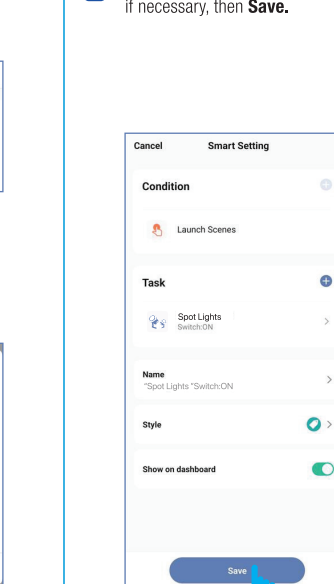 if necessary, then Save.
Cancel Smart Setting
Condition
Launch Scenes
Task
Spot Lights
Switch:ON
Name
"Spot Lights "Switch:ON
Style
Show on dashboard
Save